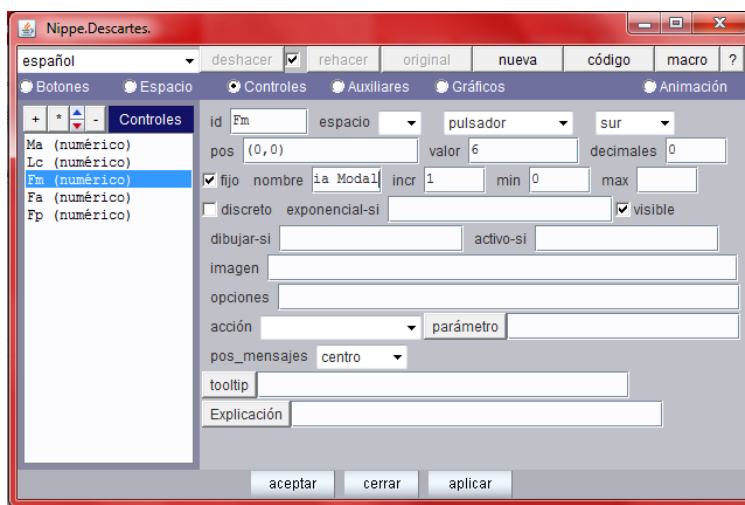 Nippe.Descartes.
español deshacer rehacer original nueva código macro ?
Botones Espacio Controles Auxiliares Gráficos Animación
+ * - Controles id Fm espacio pulsador sur
pos (0,0) valor 6 decimales 0
Ma (numérico)
Lc (numérico)
Fm (numérico)
Fa (numérico)
Fp (numérico)
fijo nombre ia Modal incr 1 min 0 max
discreto exponencial-si visible
dibujar-si activo-si
imagen
opciones
acción parámetro
pos_mensajes centro
tooltip
Explicación
aceptar cerrar aplicar